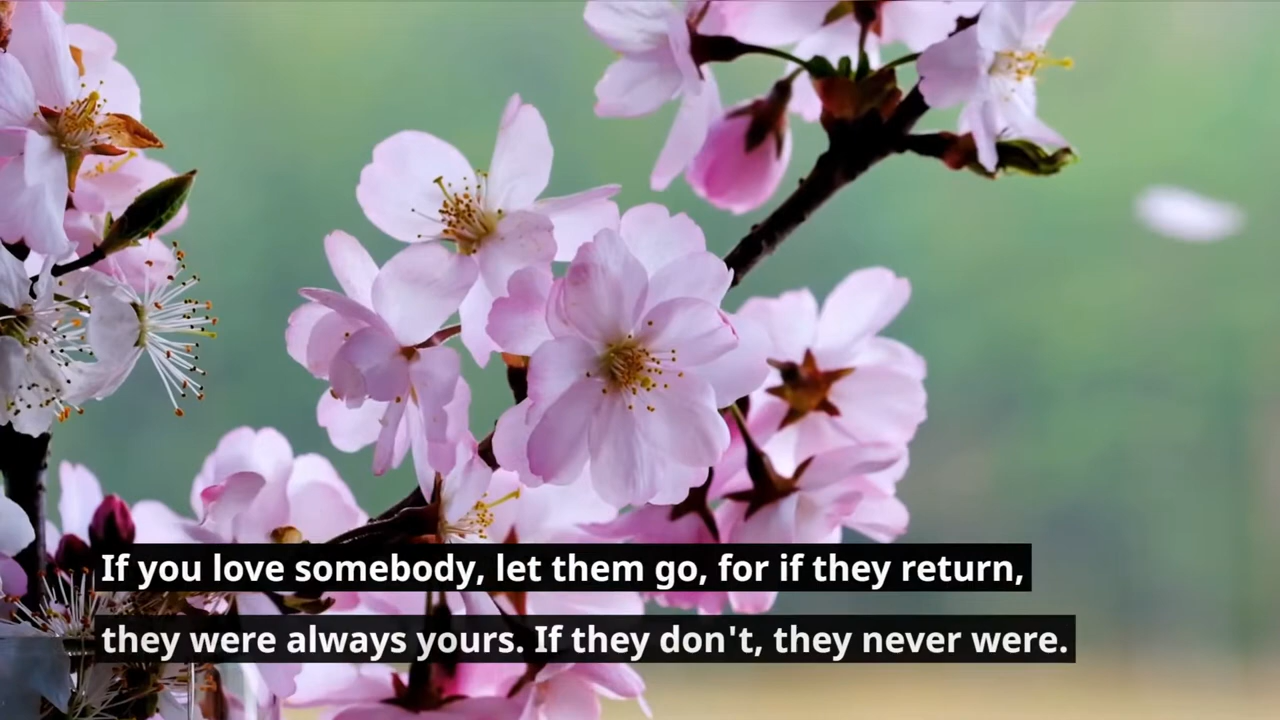 If you love somebody, let them go, for if they return,
they were always yours. If they don't, they never were.